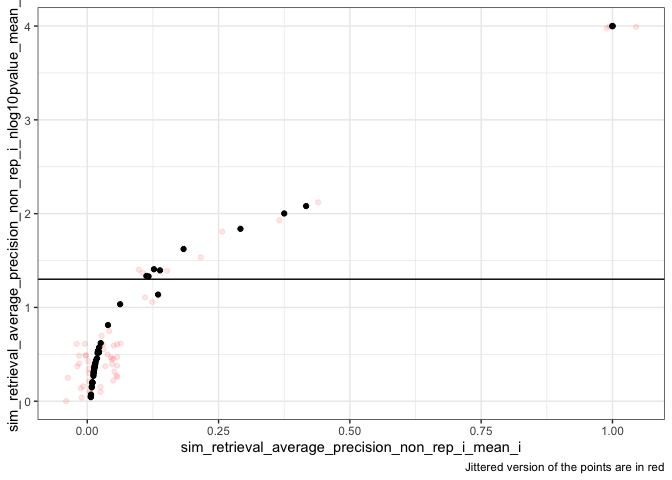 sim_retrieval_average_precision_non_rep_i_nlog10pvalue_mean_
4
3
2
1
0
0.00 0.25 0.50 0.75 1.00
sim_retrieval_average_precision_non_rep_i_mean_i
Jittered version of the points are in red